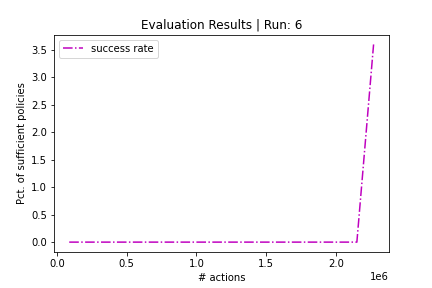 Evaluation Results | Run: 6
success rate
Pct. of sufficient policies
3.5
3.0
2.5
2.0
1.5
1.0
0.5
0.0
0.0 0.5 1.0 1.5 2.0
1e6
# actions